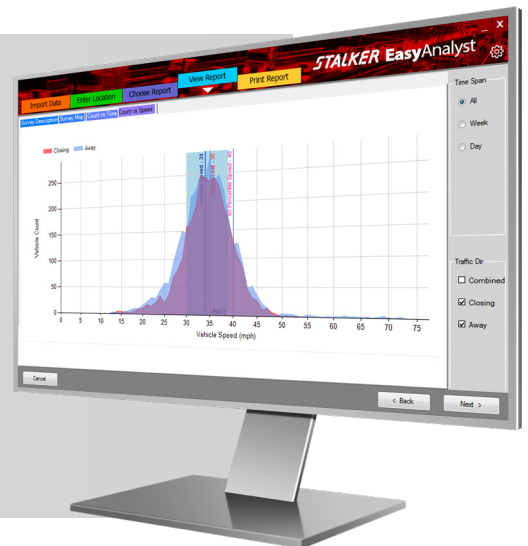 STALKER EasyAnalyst
_ X
Import Data
Enter Location
Choose Report
View Report
Print Report
Survey Description
Survey Map
Count vs Time
Count vs Speed
Time Span
All
Week
Day
Closing
Away
Vehicle Count
250
200
150
100
50
0
0 5 10 15 20 25 30 35 40 45 50 55 60 65 70 75
Vehicle Speed (mph)
PACE
Traffic Dir
Combined
Closing
Away
Cancel
< Back
Next >